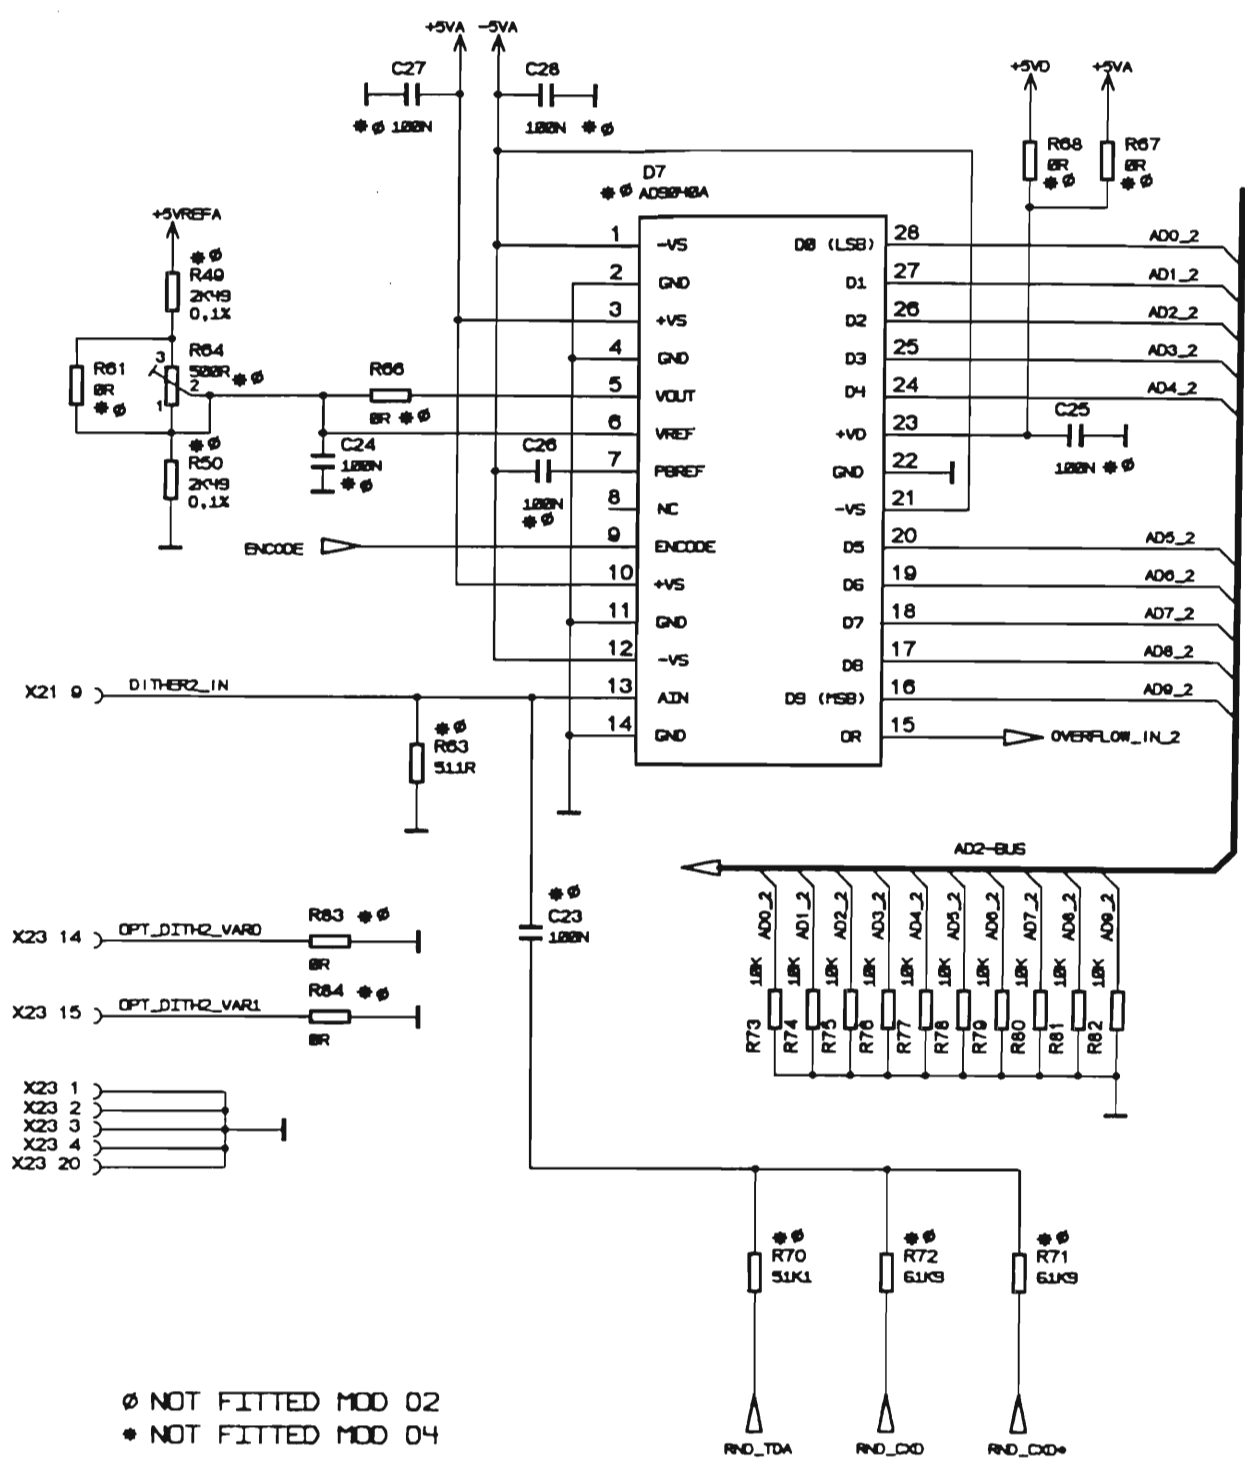 +5VA -5VA
C27
* ø 100N
C28
100N * ø
+5VD +5VA
R68
0R
* ø
R67
0R
* ø
D7
* ø AD9040A
+5VREFA
* ø
R49
2K49
0,1%
R61
0R
* ø
3
R64
500R * ø
2
1
* ø
R50
2K49
0,1%
R66
0R * ø
C24
100N
* ø
C26
100N
* ø
C25
100N * ø
ENCODE
1 -VS
2 GND
3 +VS
4 GND
5 VOUT
6 VREF
7 PBREF
8 NC
9 ENCODE
10 +VS
11 GND
12 -VS
13 AIN
14 GND
D0 (LSB) 28 AD0_2
D1 27 AD1_2
D2 26 AD2_2
D3 25 AD3_2
D4 24 AD4_2
+VD 23
GND 22
-VS 21
D5 20 AD5_2
D6 19 AD6_2
D7 18 AD7_2
D8 17 AD8_2
D9 (MSB) 16 AD9_2
OR 15 OVERFLOW_IN_2
X21 9 DITHER2_IN
* ø
R63
511R
AD2-BUS
* ø
C23
100N
X23 14 OPT_DITH2_VAR0
R83 * ø
0R
X23 15 OPT_DITH2_VAR1
R84 * ø
0R
X23 1
X23 2
X23 3
X23 4
X23 20
R73 10K AD0_2
R74 10K AD1_2
R75 10K AD2_2
R76 10K AD3_2
R77 10K AD4_2
R78 10K AD5_2
R79 10K AD6_2
R80 10K AD7_2
R81 10K AD8_2
R82 10K AD9_2
* ø
R70
51K1
* ø
R72
61K9
* ø
R71
61K9
RND_TDA
RND_CXD
RND_CXD*
ø NOT FITTED MOD 02
* NOT FITTED MOD 04